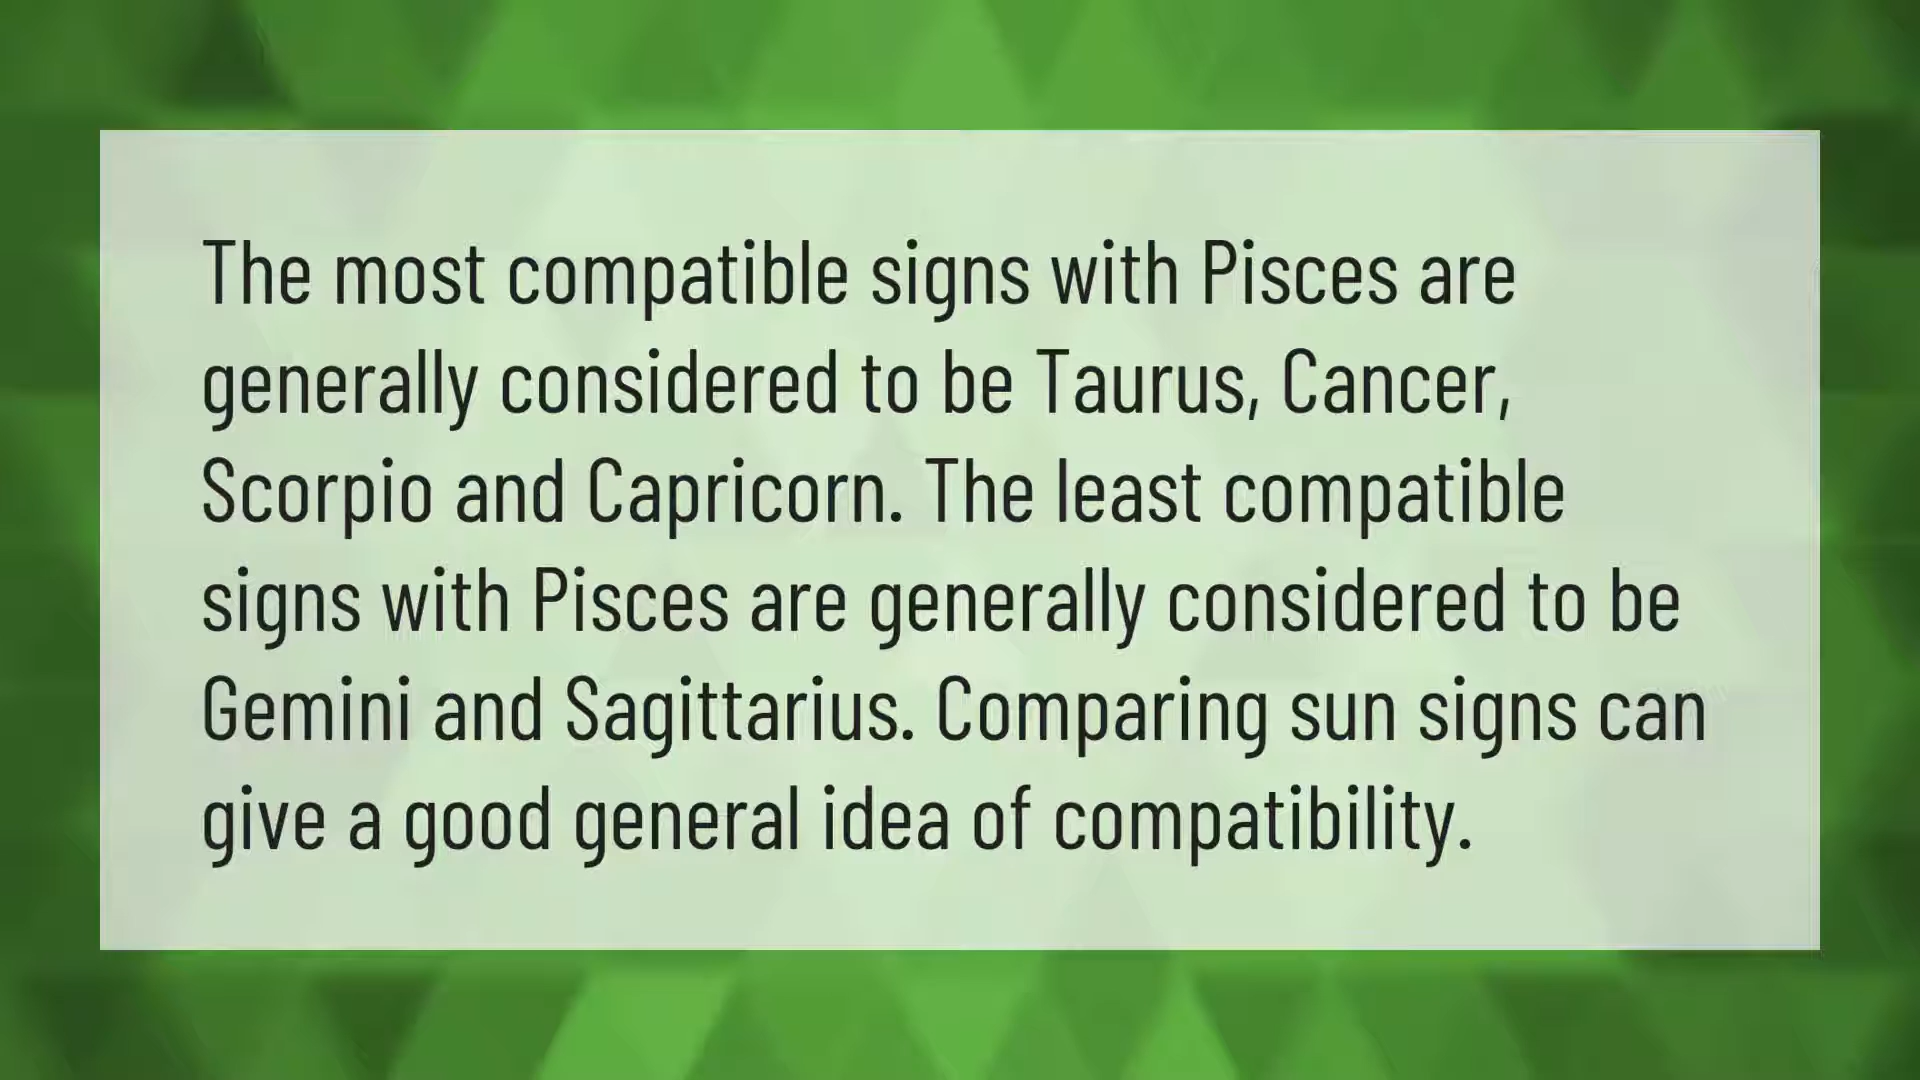 The most compatible signs with Pisces are
generally considered to be Taurus, Cancer,
Scorpio and Capricorn. The least compatible
signs with Pisces are generally considered to be
Gemini and Sagittarius. Comparing sun signs can
give a good general idea of compatibility.